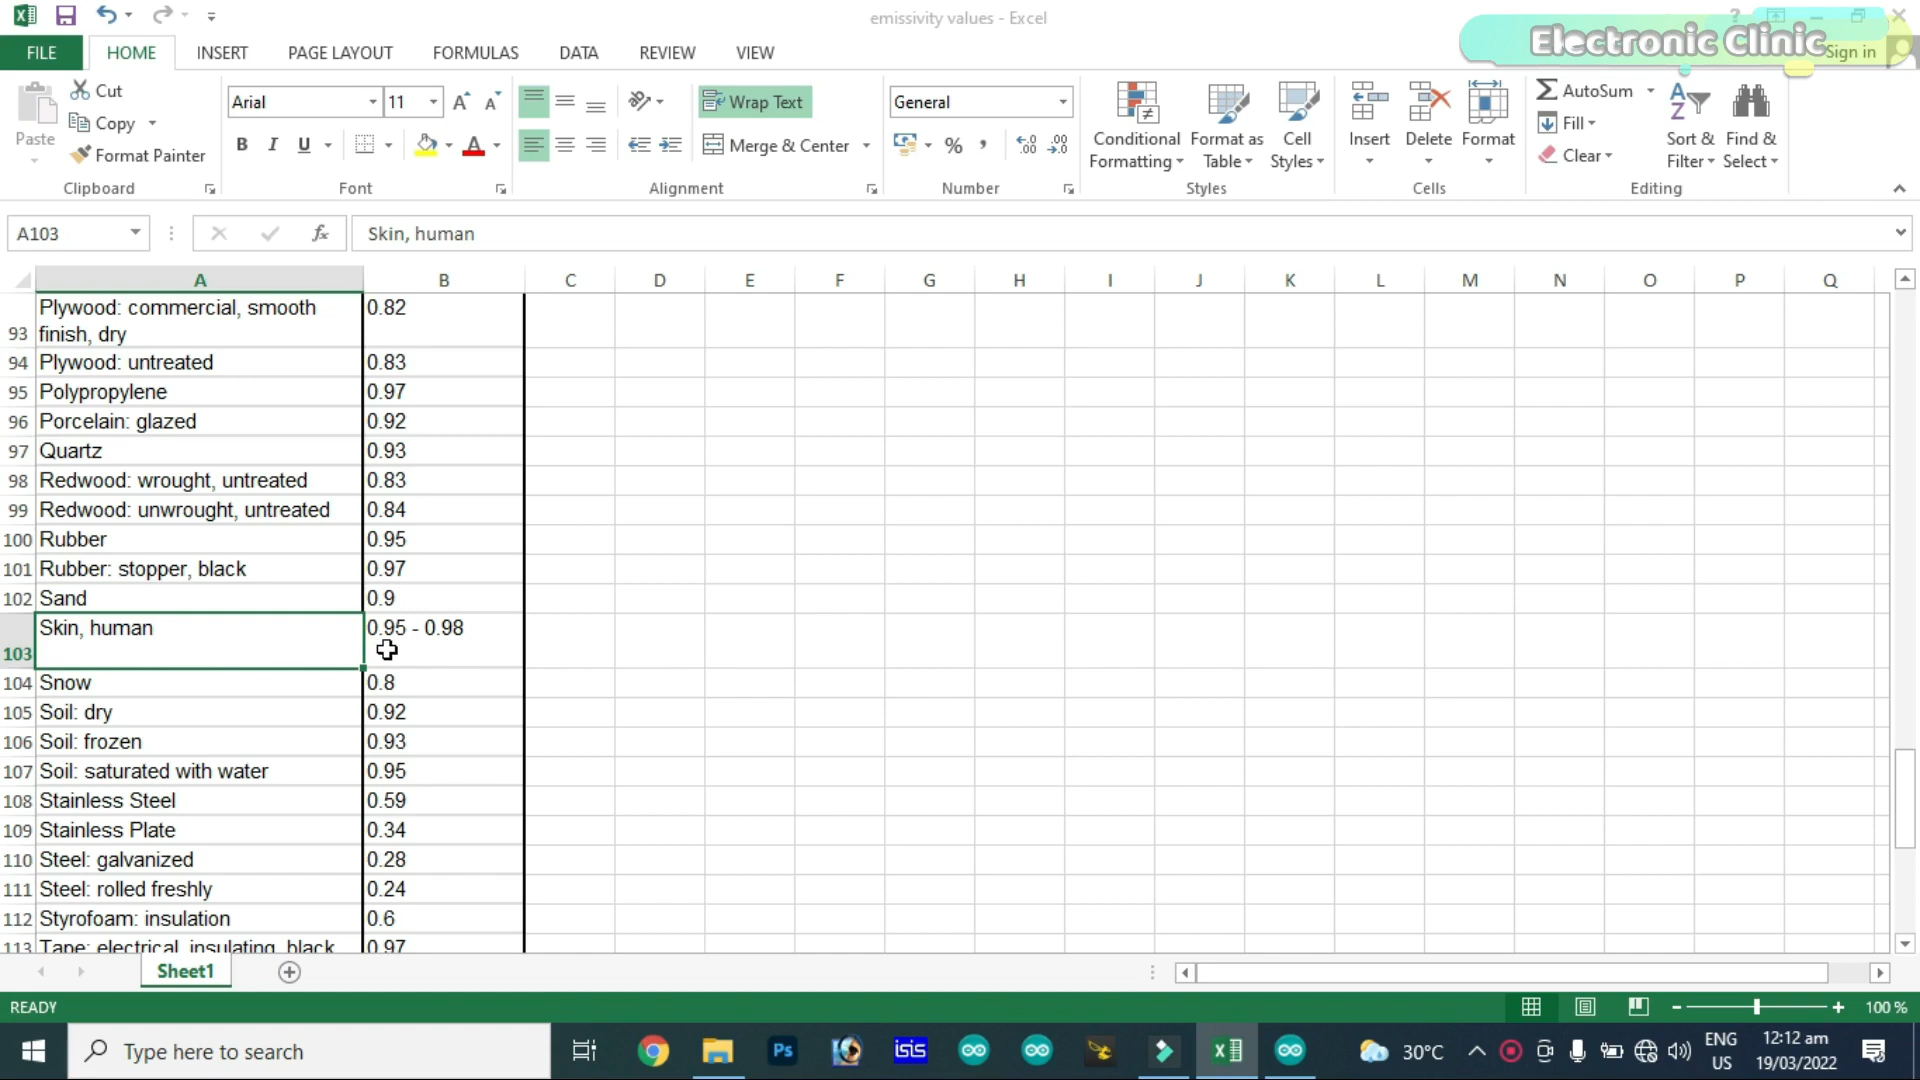 emissivity values - Excel
?
Electronic Clinic
Sign in
FILE HOME INSERT PAGE LAYOUT FORMULAS DATA REVIEW VIEW
Paste
Cut
Copy
Format Painter
Clipboard
Arial 11
B I U
Font
Wrap Text
Merge & Center
Alignment
General
%
Number
Conditional Formatting
Format as Table
Cell Styles
Styles
Insert Delete Format
Cells
AutoSum
Fill
Clear
Sort & Filter
Find & Select
Editing
A103 fx Skin, human
A B C D E F G H I J K L M N O P Q
Plywood: commercial, smooth 0.82
93 finish, dry
94 Plywood: untreated 0.83
95 Polypropylene 0.97
96 Porcelain: glazed 0.92
97 Quartz 0.93
98 Redwood: wrought, untreated 0.83
99 Redwood: unwrought, untreated 0.84
100 Rubber 0.95
101 Rubber: stopper, black 0.97
102 Sand 0.9
Skin, human 0.95 - 0.98
103
104 Snow 0.8
105 Soil: dry 0.92
106 Soil: frozen 0.93
107 Soil: saturated with water 0.95
108 Stainless Steel 0.59
109 Stainless Plate 0.34
110 Steel: galvanized 0.28
111 Steel: rolled freshly 0.24
112 Styrofoam: insulation 0.6
113 Tape: electrical, insulating, black 0.97
Sheet1
READY 100 %
Type here to search
Ps
isis
30°C
ENG
US
12:12 am
19/03/2022